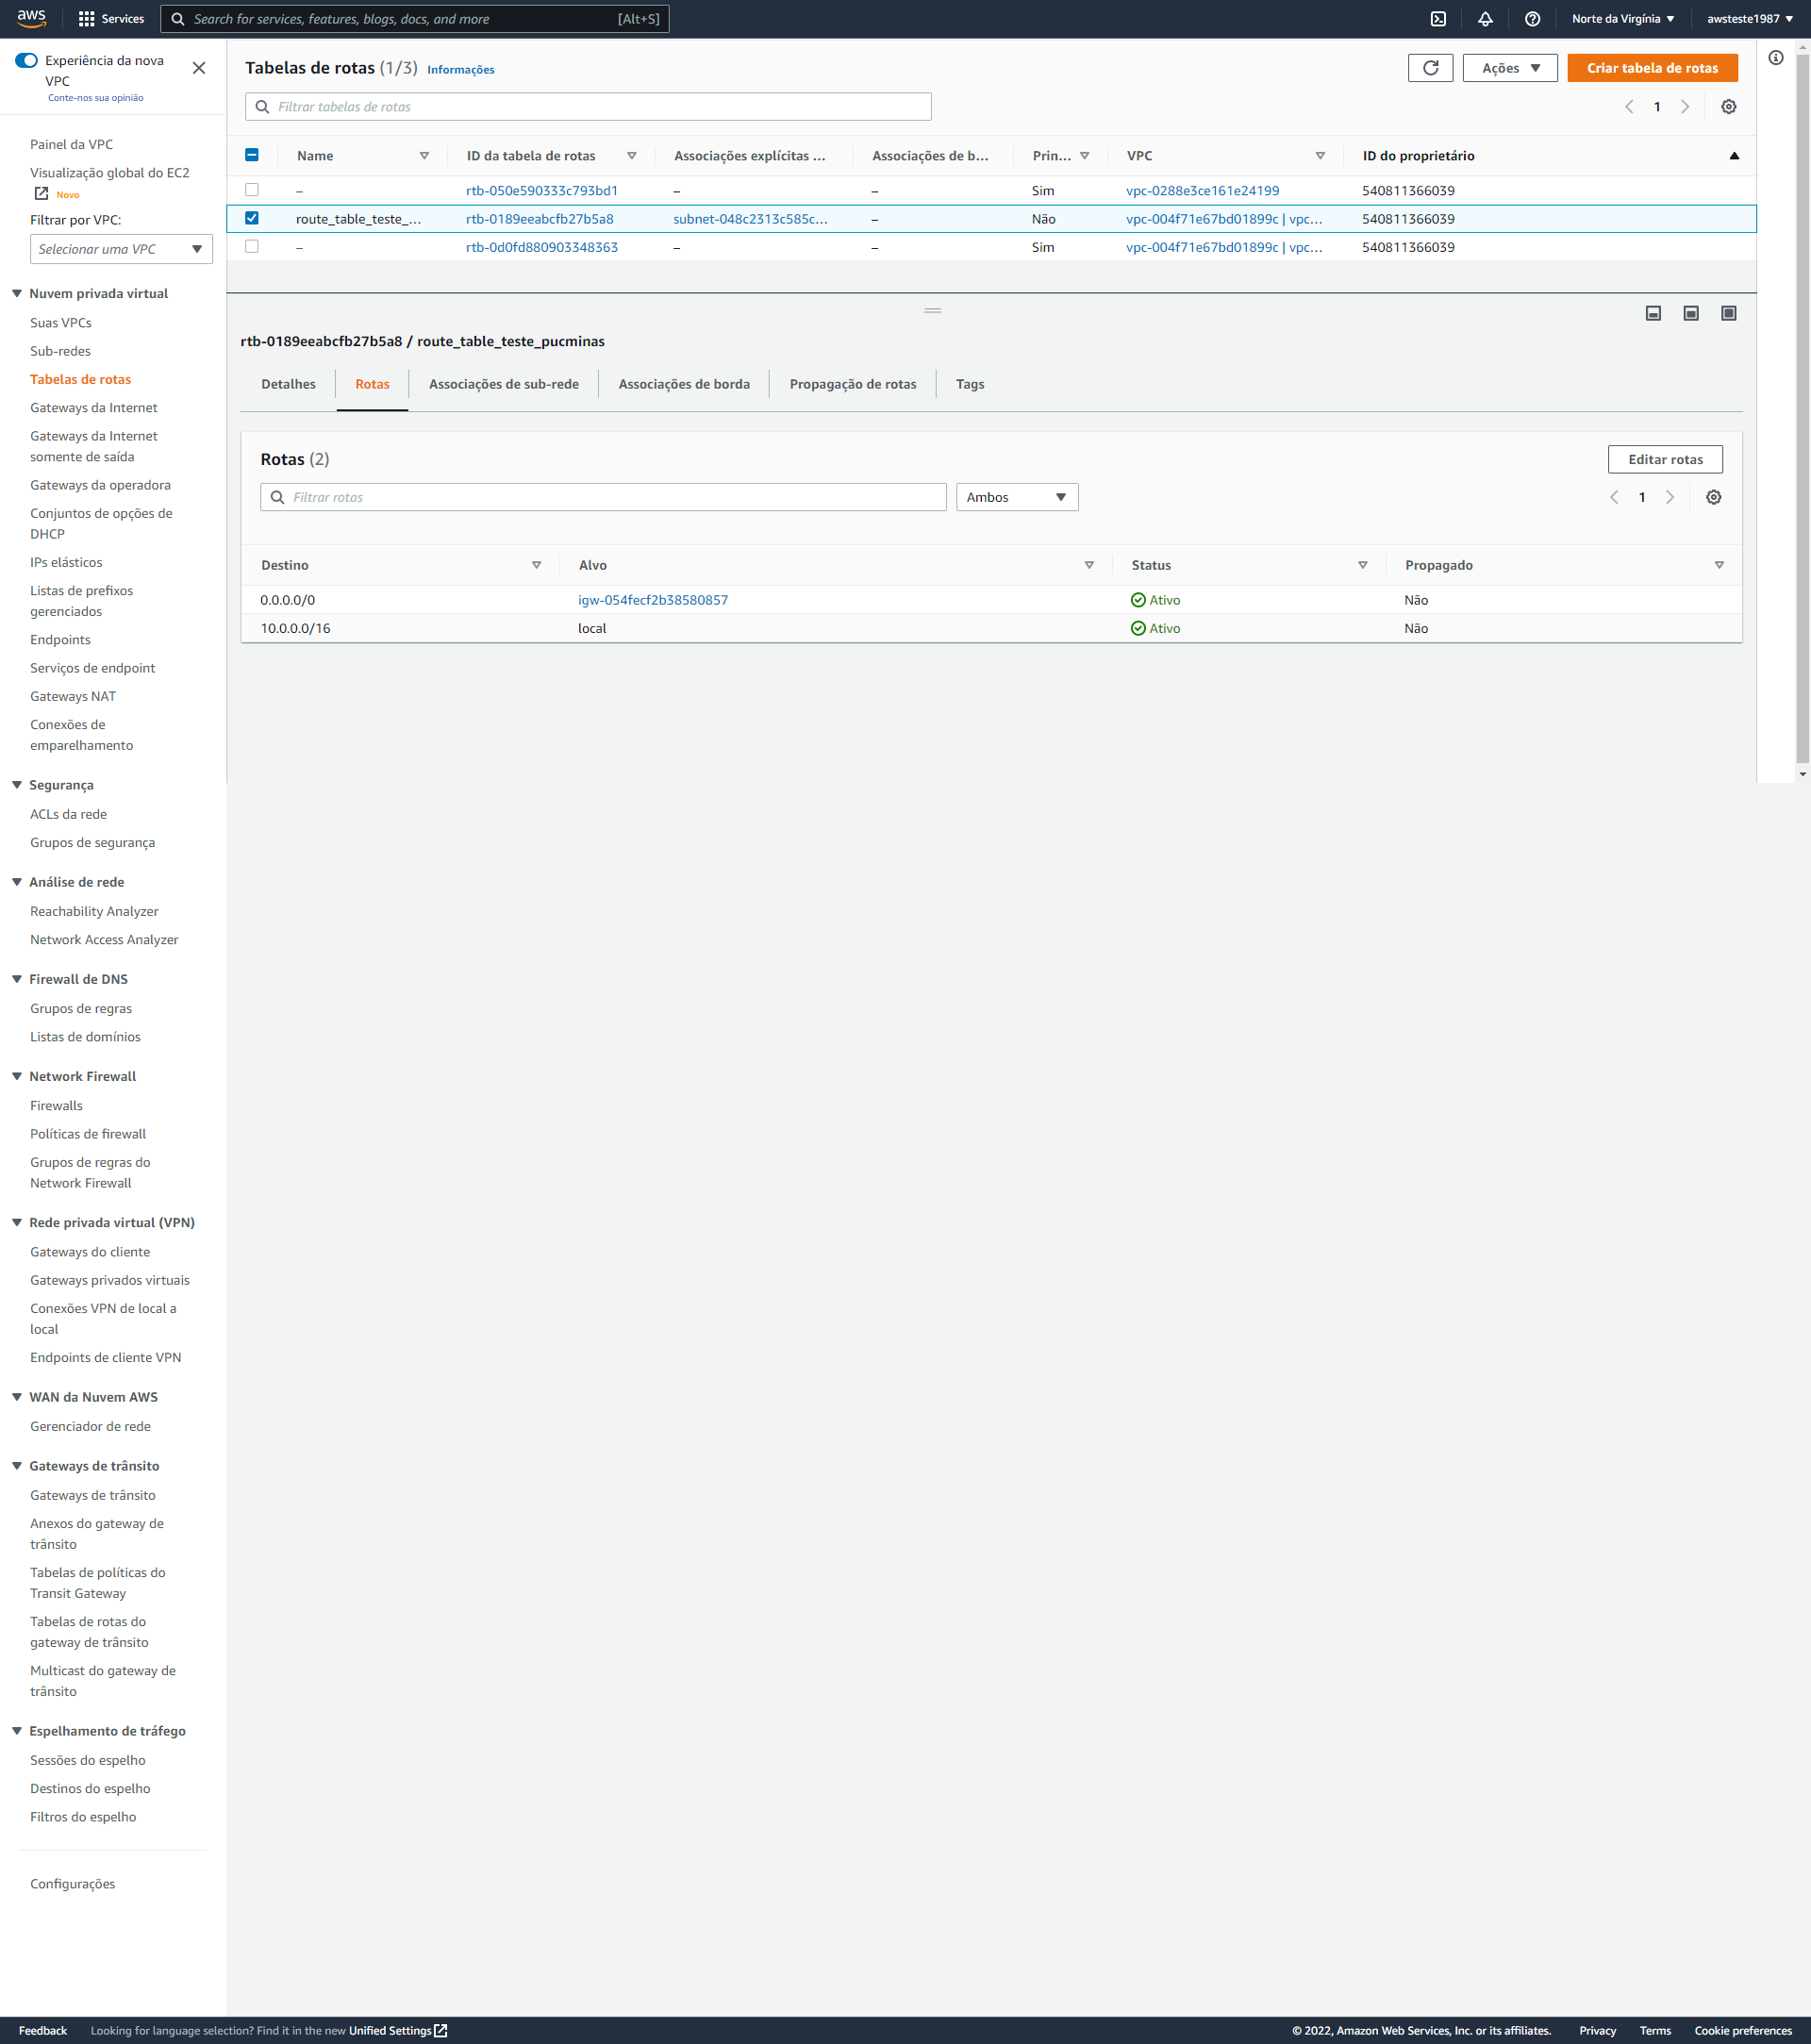 aws Services Search for services, features, blogs, docs, and more [Alt+S] Norte da Virgínia awsteste1987
Experiência da nova
VPC
Conte-nos sua opinião
Painel da VPC
Visualização global do EC2
Novo
Filtrar por VPC:
Selecionar uma VPC
Nuvem privada virtual
Suas VPCs
Sub-redes
Tabelas de rotas
Gateways da Internet
Gateways da Internet
somente de saída
Gateways da operadora
Conjuntos de opções de
DHCP
IPs elásticos
Listas de prefixos
gerenciados
Endpoints
Serviços de endpoint
Gateways NAT
Conexões de
emparelhamento
Segurança
ACLs da rede
Grupos de segurança
Análise de rede
Reachability Analyzer
Network Access Analyzer
Firewall de DNS
Grupos de regras
Listas de domínios
Network Firewall
Firewalls
Políticas de firewall
Grupos de regras do
Network Firewall
Rede privada virtual (VPN)
Gateways do cliente
Gateways privados virtuais
Conexões VPN de local a
local
Endpoints de cliente VPN
WAN da Nuvem AWS
Gerenciador de rede
Gateways de trânsito
Gateways de trânsito
Anexos do gateway de
trânsito
Tabelas de políticas do
Transit Gateway
Tabelas de rotas do
gateway de trânsito
Multicast do gateway de
trânsito
Espelhamento de tráfego
Sessões do espelho
Destinos do espelho
Filtros do espelho
Configurações
Tabelas de rotas (1/3) Informações Ações Criar tabela de rotas
Filtrar tabelas de rotas 1
Name ID da tabela de rotas Associações explícitas ... Associações de b... Prin... VPC ID do proprietário
– rtb-050e590333c793bd1 – – Sim vpc-0288e3ce161e24199 540811366039
route_table_teste_... rtb-0189eeabcfb27b5a8 subnet-048c2313c585c... – Não vpc-004f71e67bd01899c | vpc... 540811366039
– rtb-0d0fd880903348363 – – Sim vpc-004f71e67bd01899c | vpc... 540811366039
rtb-0189eeabcfb27b5a8 / route_table_teste_pucminas
Detalhes Rotas Associações de sub-rede Associações de borda Propagação de rotas Tags
Rotas (2) Editar rotas
Filtrar rotas Ambos 1
Destino Alvo Status Propagado
0.0.0.0/0 igw-054fecf2b38580857 Ativo Não
10.0.0.0/16 local Ativo Não
Feedback Looking for language selection? Find it in the new Unified Settings © 2022, Amazon Web Services, Inc. or its affiliates. Privacy Terms Cookie preferences